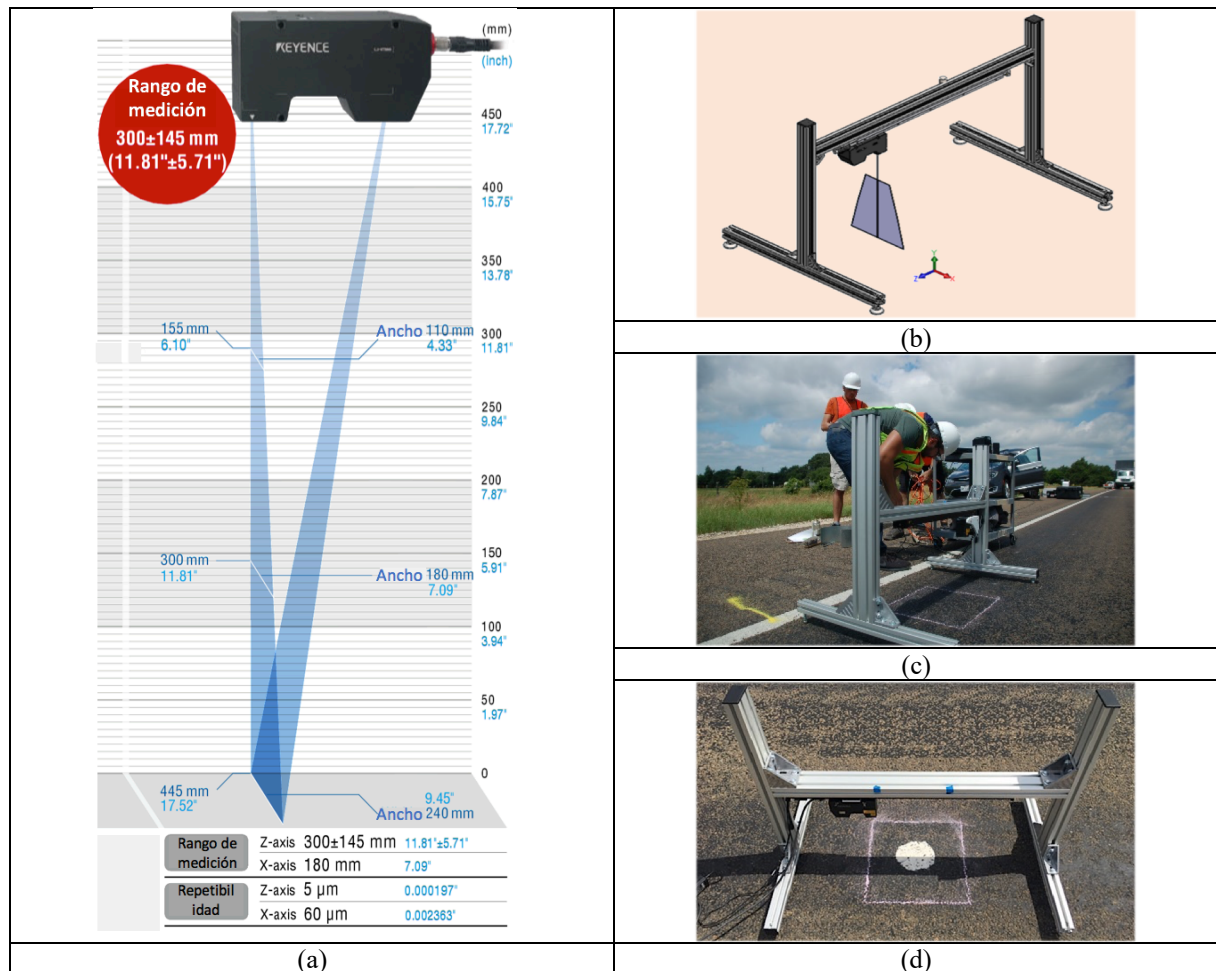 KEYENCE
(mm)
(inch)
Rango de
medición
300±145 mm
(11.81"±5.71")
450
17.72"
400
15.75"
350
13.78"
155 mm
6.10"
Ancho 110 mm
4.33"
300
11.81"
250
9.84"
200
7.87"
300 mm
11.81"
Ancho 180 mm
7.09"
150
5.91"
100
3.94"
50
1.97"
0
445 mm
17.52"
9.45"
Ancho 240 mm
Rango de
medición
Z-axis 300±145 mm 11.81"±5.71"
X-axis 180 mm 7.09"
Repetibil
idad
Z-axis 5 µm 0.000197"
X-axis 60 µm 0.002363"
(a)
Y
Z
X
(b)
(c)
(d)